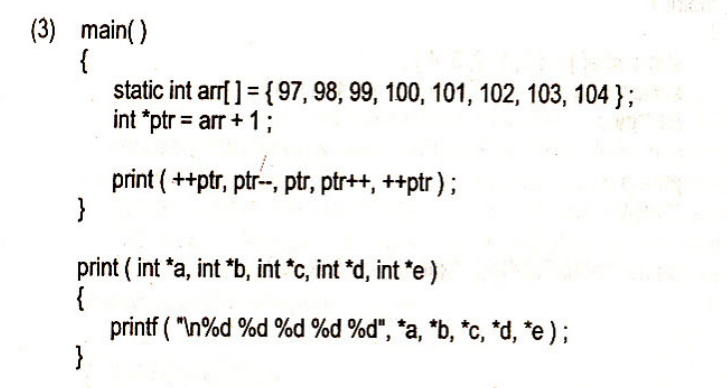 (3) main( )
{
static int arr[ ] = { 97, 98, 99, 100, 101, 102, 103, 104 } ;
int *ptr = arr + 1 ;
print ( ++ptr, ptr--, ptr, ptr++, ++ptr ) ;
}
print ( int *a, int *b, int *c, int *d, int *e )
{
printf ( "\n%d %d %d %d %d", *a, *b, *c, *d, *e ) ;
}